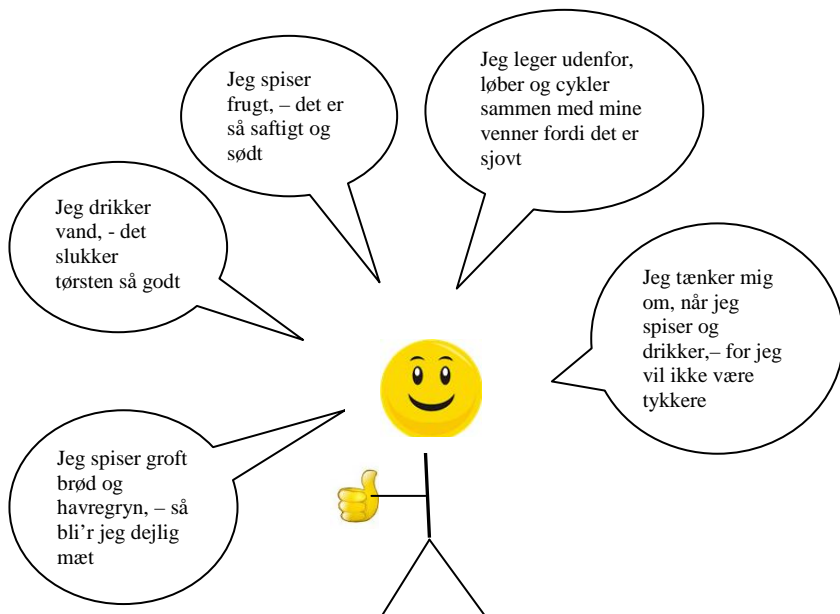 Jeg spiser
frugt, – det er
så saftigt og
sødt
Jeg leger udenfor,
løber og cykler
sammen med mine
venner fordi det er
sjovt
Jeg drikker
vand, - det
slukker
tørsten så godt
Jeg tænker mig
om, når jeg
spiser og
drikker,– for jeg
vil ikke være
tykkere
Jeg spiser groft
brød og
havregryn, – så
bli’r jeg dejlig
mæt